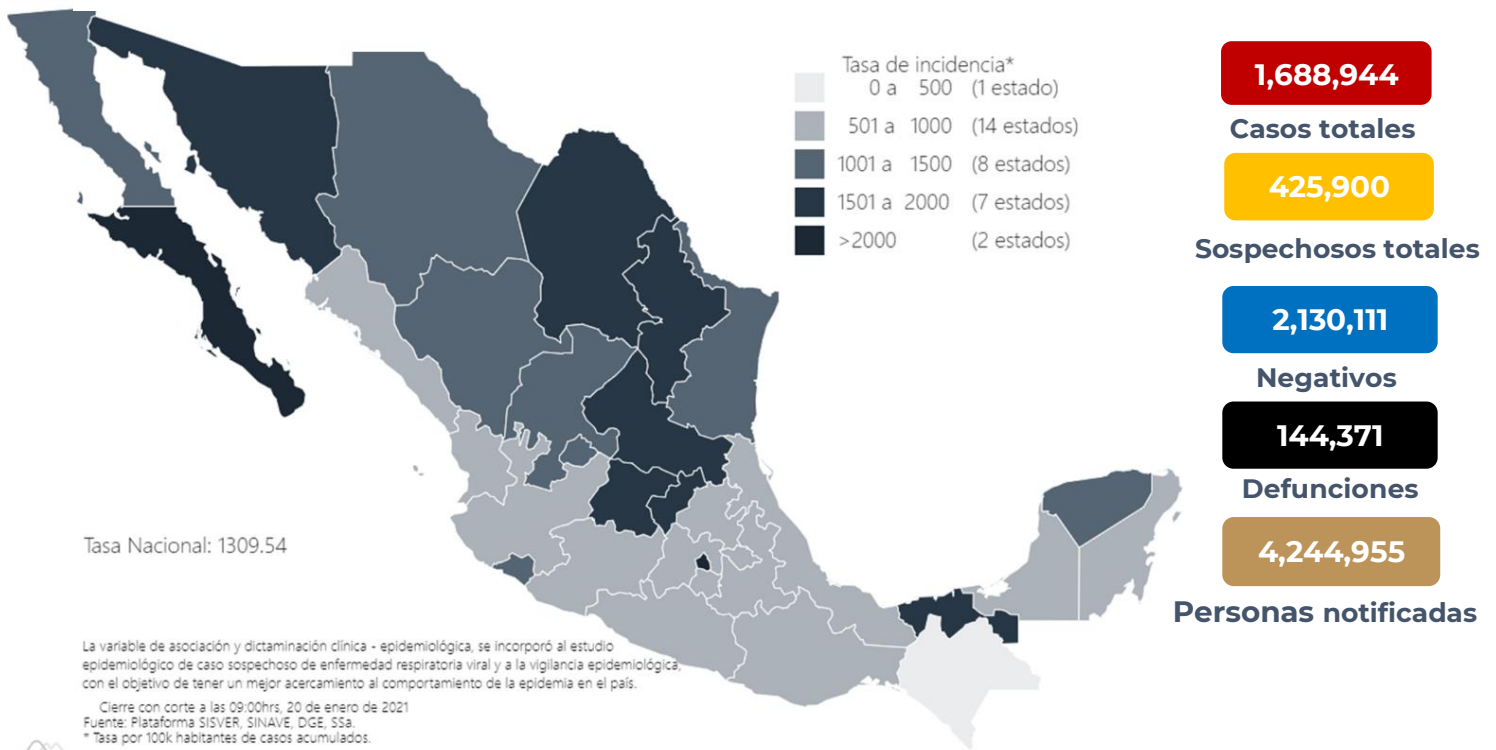 Tasa de incidencia*
0 a 500 (1 estado)
501 a 1000 (14 estados)
1001 a 1500 (8 estados)
1501 a 2000 (7 estados)
>2000 (2 estados)
1,688,944
Casos totales
425,900
Sospechosos totales
2,130,111
Negativos
144,371
Defunciones
4,244,955
Personas notificadas
Tasa Nacional: 1309.54
La variable de asociación y dictaminación clínica - epidemiológica, se incorporó al estudio
epidemiológico de caso sospechoso de enfermedad respiratoria viral y a la vigilancia epidemiológica,
con el objetivo de tener un mejor acercamiento al comportamiento de la epidemia en el país.
Cierre con corte a las 09:00hrs, 20 de enero de 2021
Fuente: Plataforma SISVER, SINAVE, DGE, SSa.
* Tasa por 100k habitantes de casos acumulados.